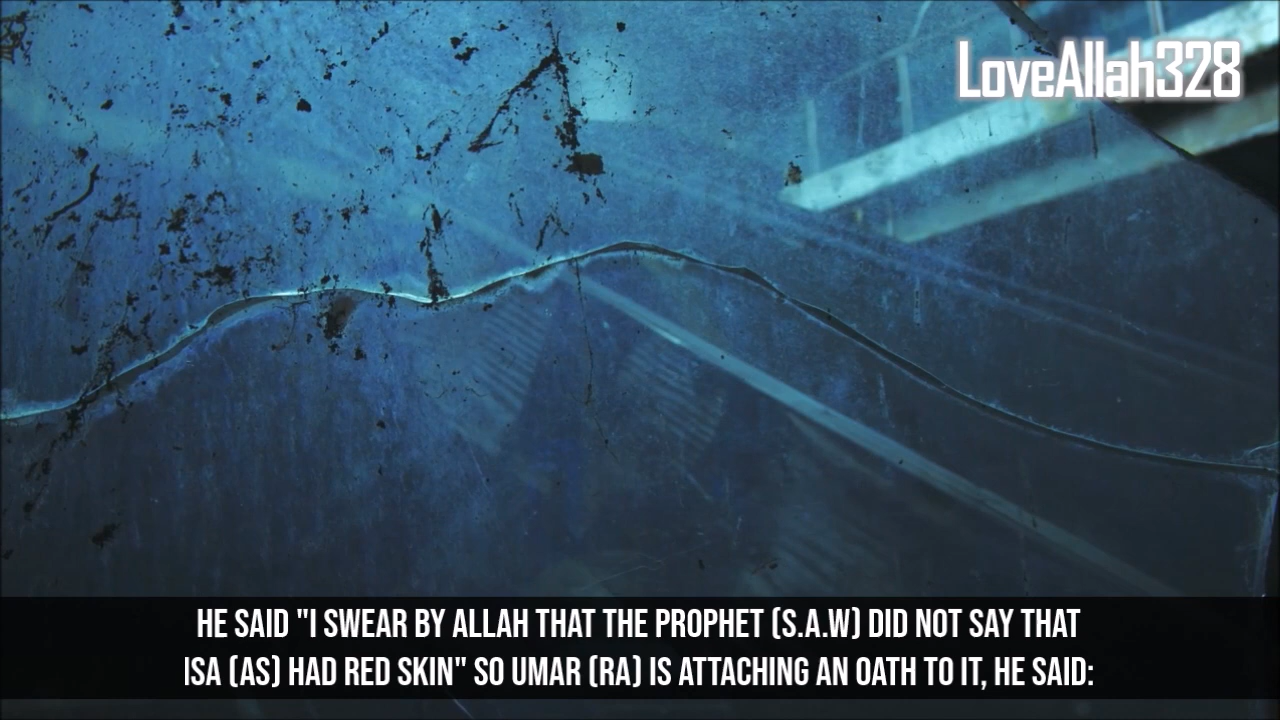 LoveAllah328
HE SAID "I SWEAR BY ALLAH THAT THE PROPHET (S.A.W) DID NOT SAY THAT
ISA (AS) HAD RED SKIN" SO UMAR (RA) IS ATTACHING AN OATH TO IT, HE SAID: